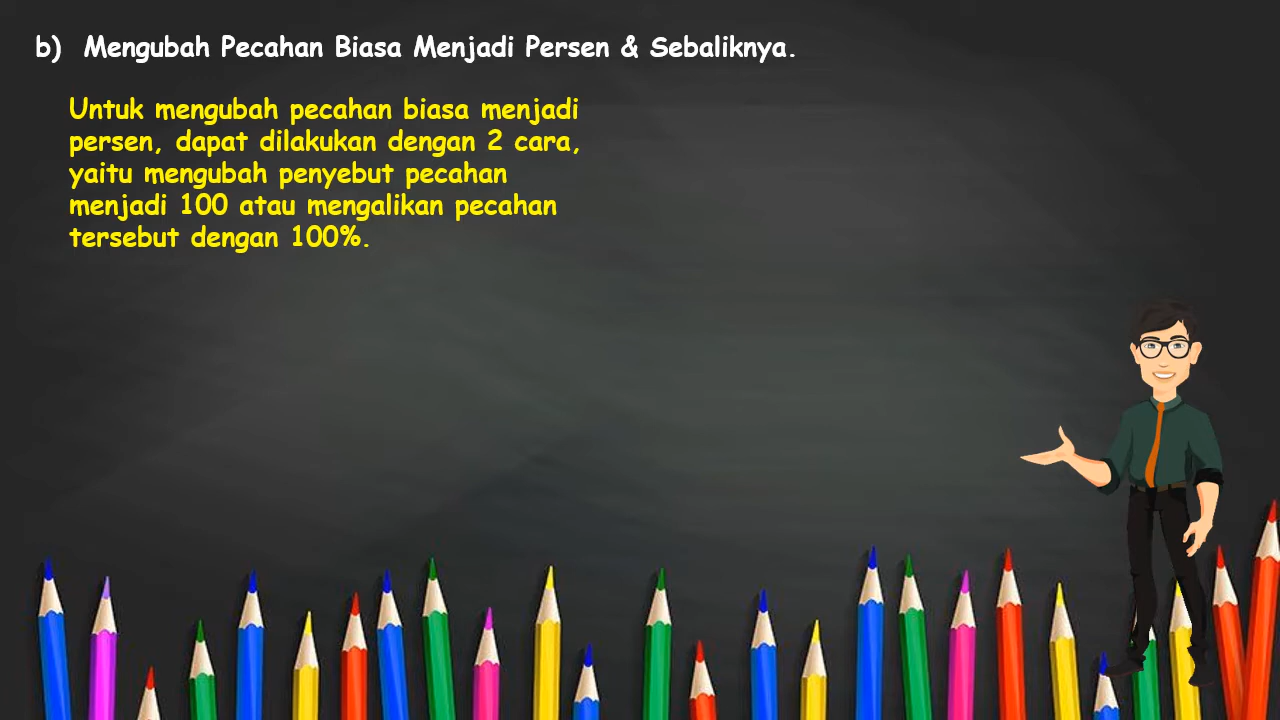 b) Mengubah Pecahan Biasa Menjadi Persen & Sebaliknya.
Untuk mengubah pecahan biasa menjadi
persen, dapat dilakukan dengan 2 cara,
yaitu mengubah penyebut pecahan
menjadi 100 atau mengalikan pecahan
tersebut dengan 100%.